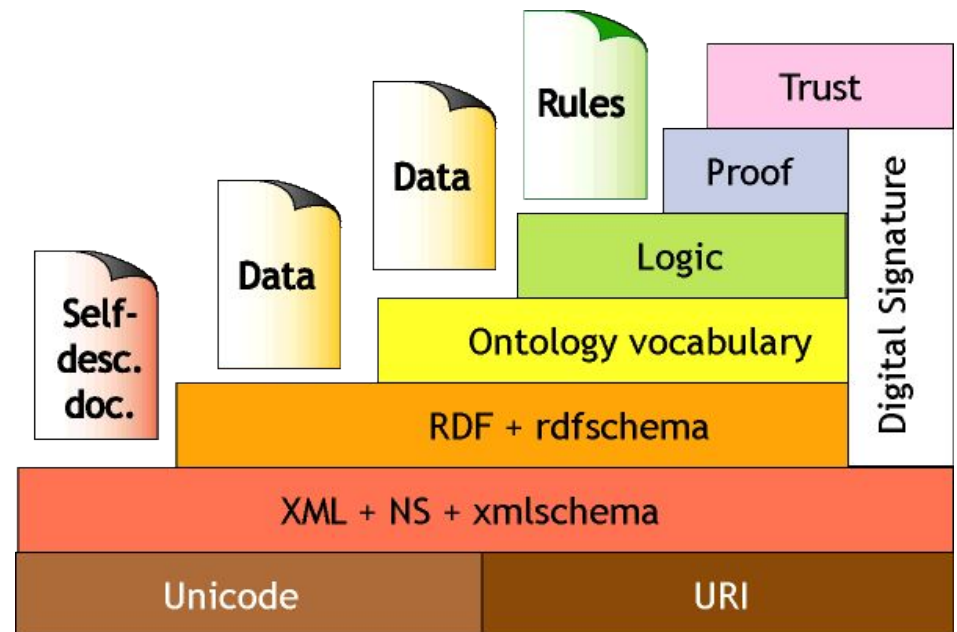 Rules
Trust
Data
Proof
Data
Logic
Self-
desc.
doc.
Ontology vocabulary
Digital Signature
RDF + rdfschema
XML + NS + xmlschema
Unicode
URI